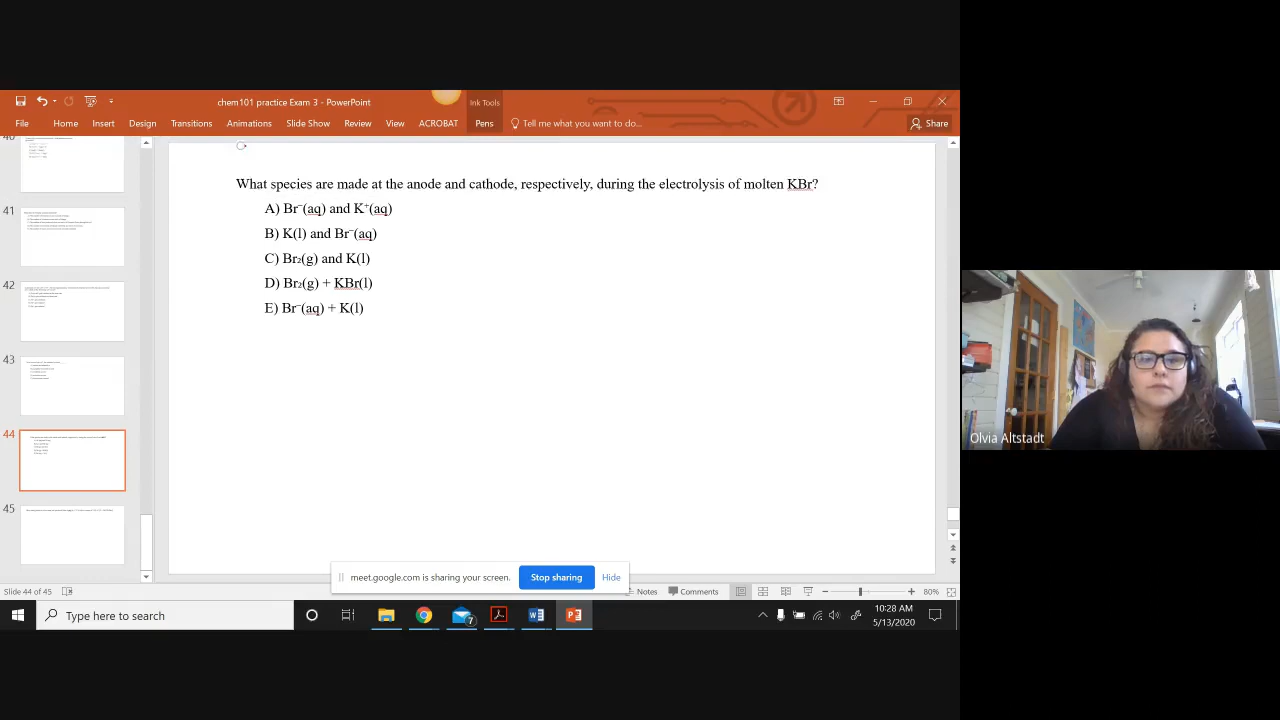 chem101 practice Exam 3 - PowerPoint
Ink Tools
File Home Insert Design Transitions Animations Slide Show Review View ACROBAT Pens Tell me what you want to do... Share
40
41
42
43
44
45
What species are made at the anode and cathode, respectively, during the electrolysis of molten KBr?
A) Br⁻(aq) and K⁺(aq)
B) K(l) and Br⁻(aq)
C) Br₂(g) and K(l)
D) Br₂(g) + KBr(l)
E) Br⁻(aq) + K(l)
Olvia Altstadt
meet.google.com is sharing your screen. Stop sharing Hide
Slide 44 of 45 Notes Comments 80%
Type here to search 7 10:28 AM
5/13/2020